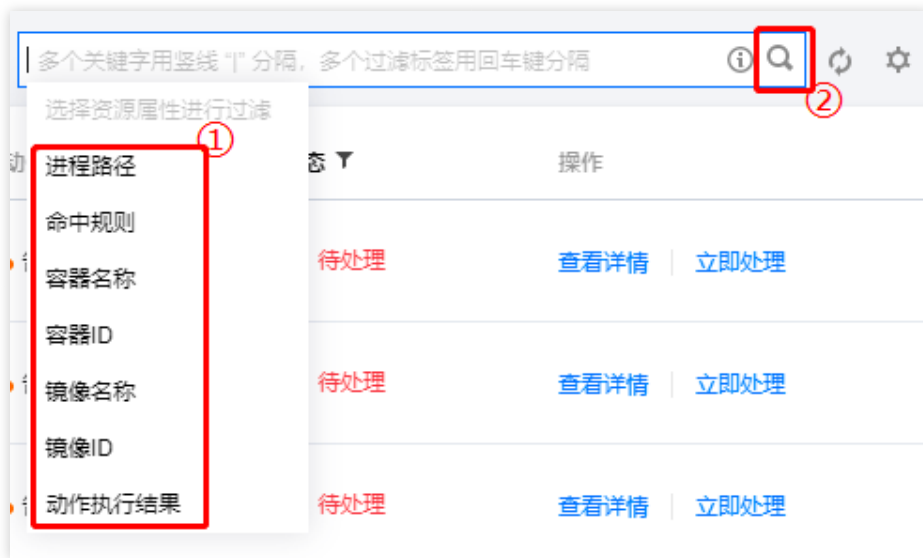 多个关键字用竖线 "|" 分隔，多个过滤标签用回车键分隔
②
选择资源属性进行过滤
①
态 操作
进程路径
命中规则
待处理 查看详情 立即处理
容器名称
容器ID
待处理 查看详情 立即处理
镜像名称
镜像ID
动作执行结果
待处理 查看详情 立即处理